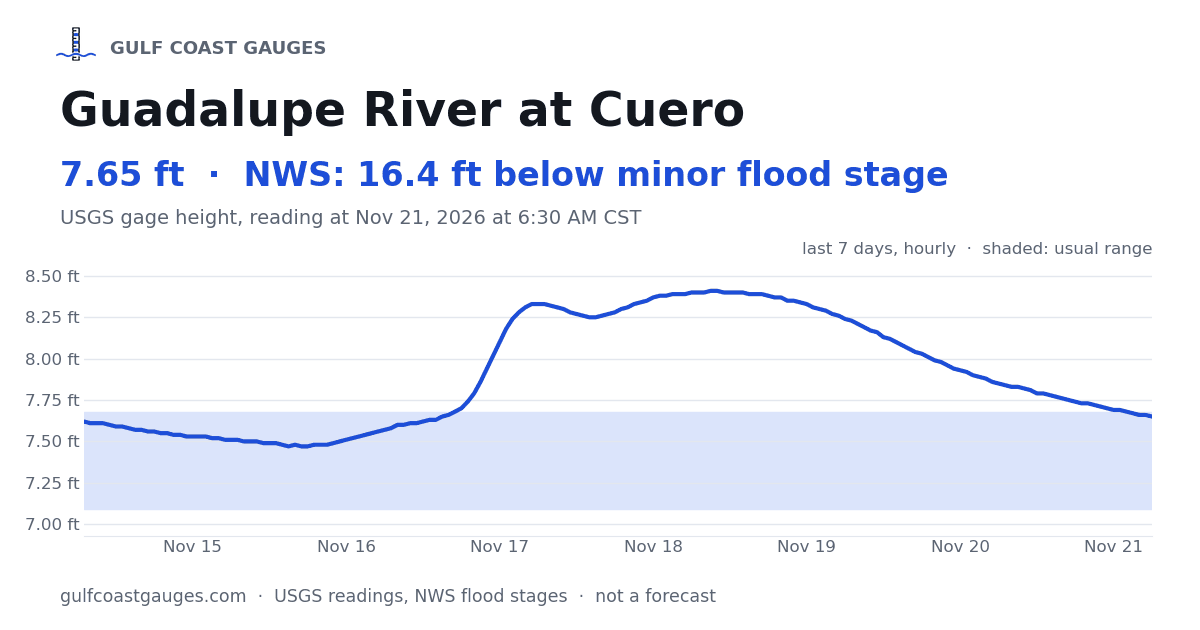 GULF COAST GAUGES
Guadalupe River at Cuero
7.65 ft · NWS: 16.4 ft below minor flood stage
USGS gage height, reading at Nov 21, 2026 at 6:30 AM CST
last 7 days, hourly · shaded: usual range
8.50 ft
8.25 ft
8.00 ft
7.75 ft
7.50 ft
7.25 ft
7.00 ft
Nov 15 Nov 16 Nov 17 Nov 18 Nov 19 Nov 20 Nov 21
gulfcoastgauges.com · USGS readings, NWS flood stages · not a forecast